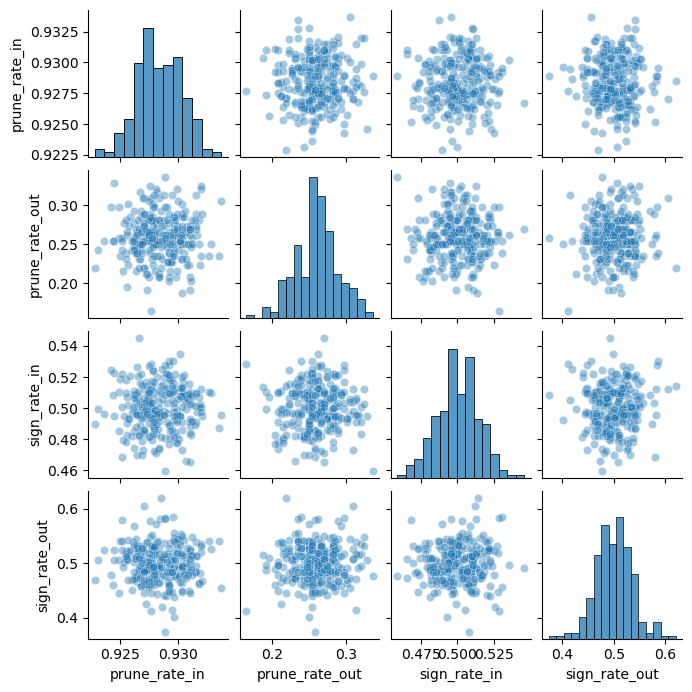 prune_rate_in
0.9325
0.9300
0.9275
0.9250
0.9225
prune_rate_out
0.30
0.25
0.20
sign_rate_in
0.54
0.52
0.50
0.48
0.46
sign_rate_out
0.6
0.5
0.4
0.925 0.930
0.2 0.3
0.475 0.500 0.525
0.4 0.5 0.6
prune_rate_in prune_rate_out sign_rate_in sign_rate_out